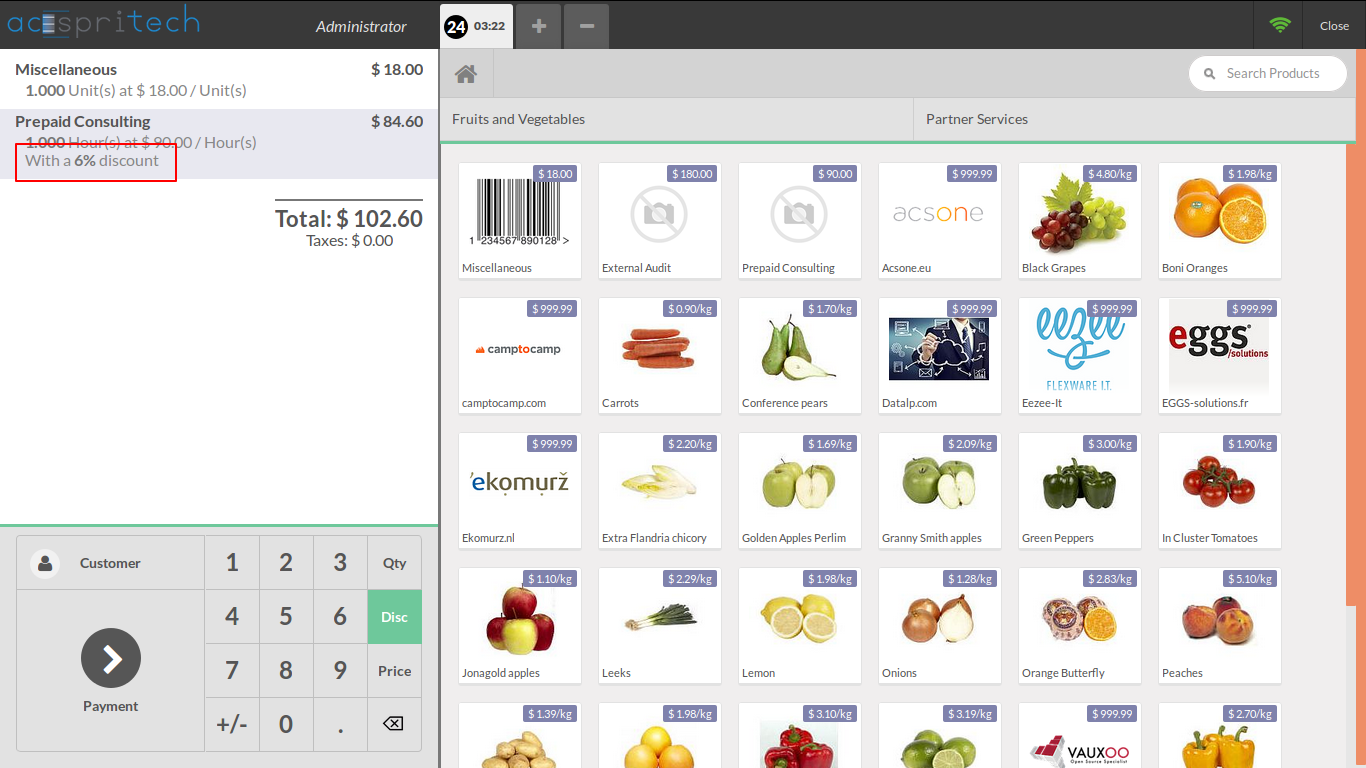 acespritech
Administrator
24 03:22
Close
Miscellaneous $ 18.00
1.000 Unit(s) at $ 18.00 / Unit(s)
Prepaid Consulting $ 84.60
1.000 Hour(s) at $ 90.00 / Hour(s)
With a 6% discount
Total: $ 102.60
Taxes: $ 0.00
Customer
1 2 3 Qty
4 5 6 Disc
7 8 9 Price
+/- 0 .
Payment
Search Products
Fruits and Vegetables
Partner Services
$ 18.00
1 234567 890128 >
Miscellaneous
$ 180.00
External Audit
$ 90.00
Prepaid Consulting
$ 999.99
acsone
Acsone.eu
$ 4.80/kg
Black Grapes
$ 1.98/kg
Boni Oranges
$ 999.99
camptocamp
camptocamp.com
$ 0.90/kg
Carrots
$ 1.70/kg
Conference pears
$ 999.99
Datalp.com
$ 999.99
eezee
FLEXWARE I.T.
Eezee-It
$ 999.99
eggs
/solutions
EGGS-solutions.fr
$ 999.99
ekomurž
Ekomurz.nl
$ 2.20/kg
Extra Flandria chicory
$ 1.69/kg
Golden Apples Perlim
$ 2.09/kg
Granny Smith apples
$ 3.00/kg
Green Peppers
$ 1.90/kg
In Cluster Tomatoes
$ 1.10/kg
Jonagold apples
$ 2.29/kg
Leeks
$ 1.98/kg
Lemon
$ 1.28/kg
Onions
$ 2.83/kg
Orange Butterfly
$ 5.10/kg
Peaches
$ 1.39/kg
$ 1.98/kg
$ 3.10/kg
$ 3.19/kg
$ 999.99
VAUXOO
Open Source Specialist
$ 2.70/kg